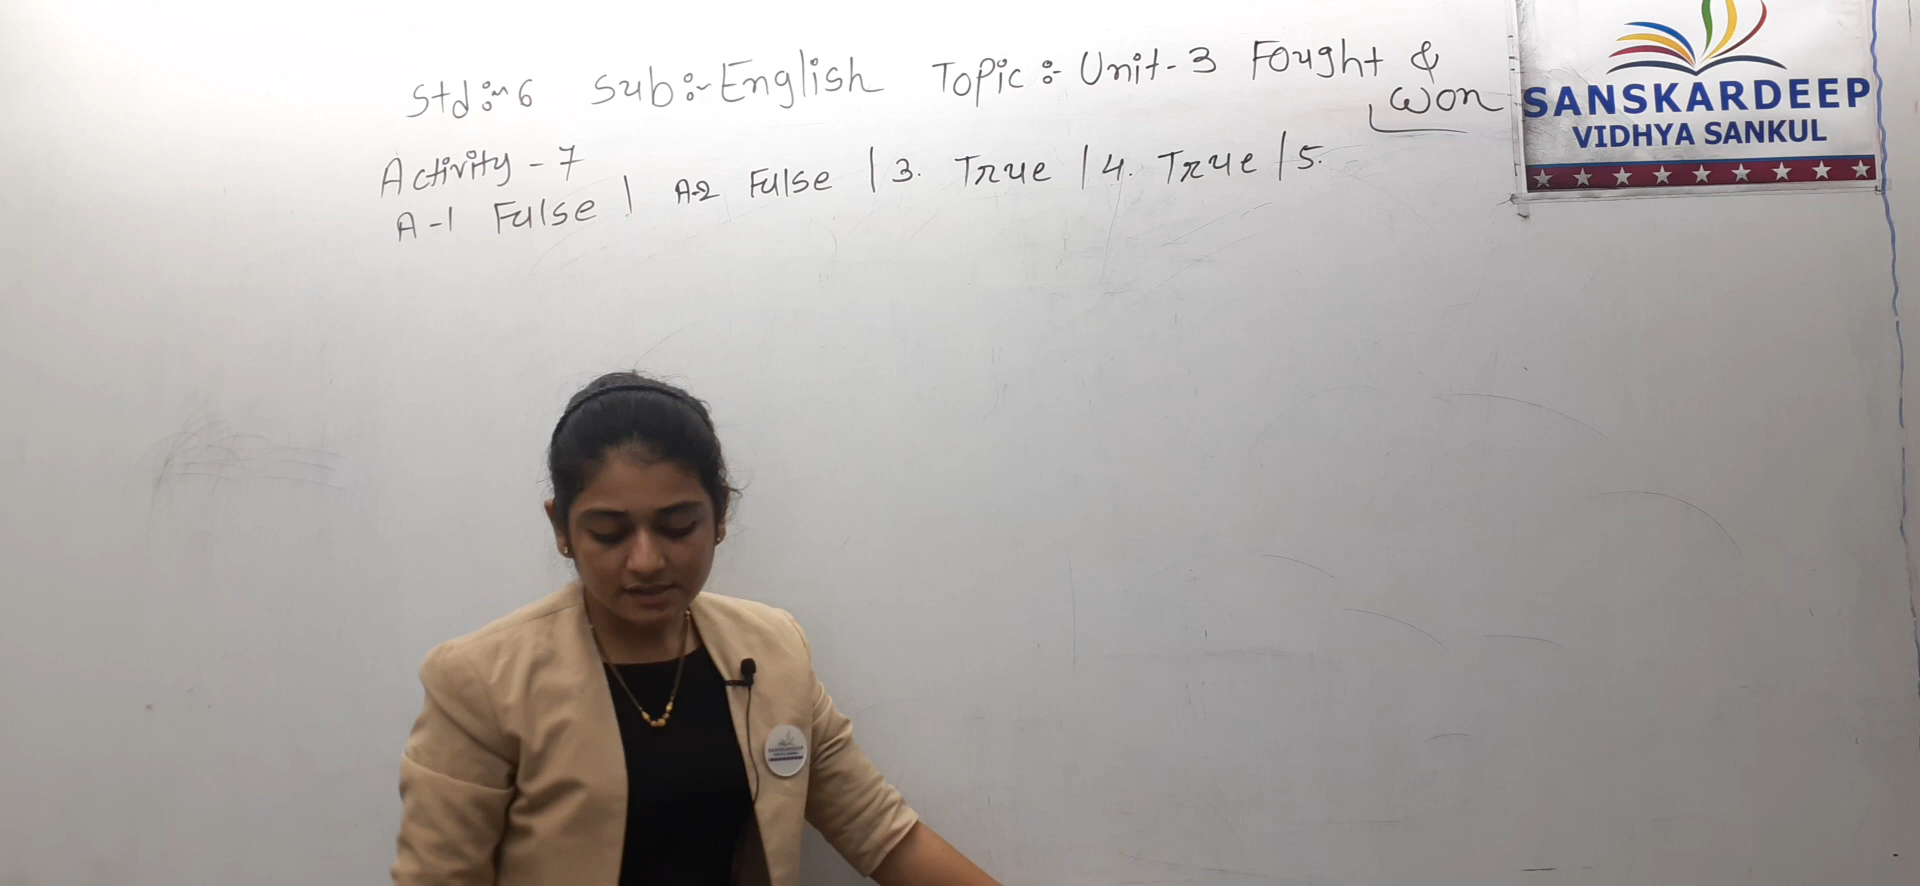 Std :- 6 Sub :- English Topic :- Unit - 3 Fought &
won
Activity - 7
A-1 False | A-2 False | 3. True | 4. True | 5.
SANSKARDEEP
VIDHYA SANKUL
SANSKARDEEP